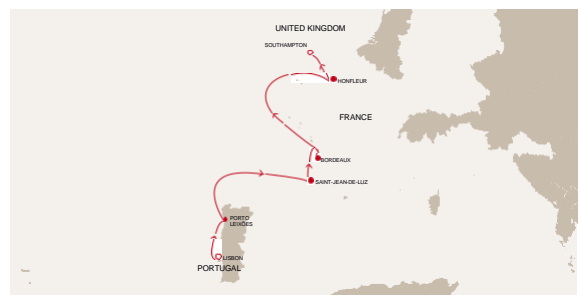 UNITED KINGDOM
SOUTHAMPTON
HONFLEUR
FRANCE
BORDEAUX
SAINT-JEAN-DE-LUZ
PORTO
LEIXÕES
LISBON
PORTUGAL